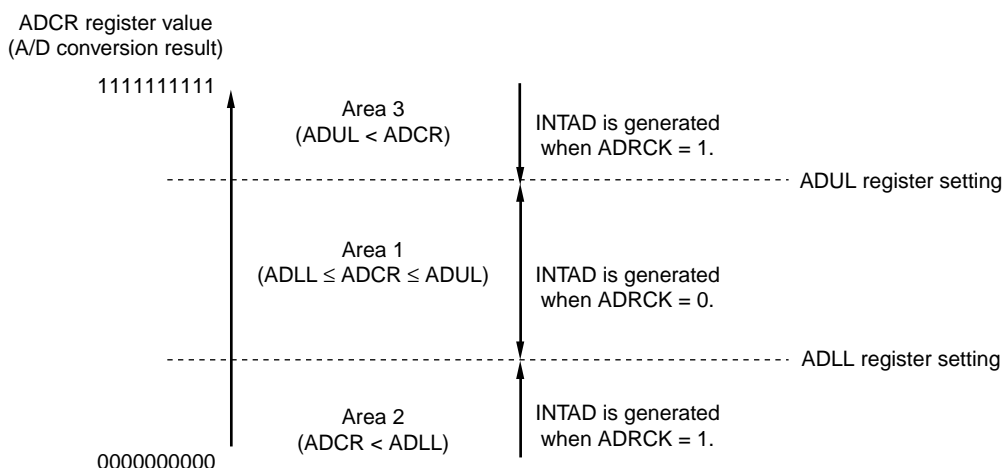 ADCR register value
(A/D conversion result)
1111111111
Area 3
(ADUL < ADCR)
INTAD is generated
when ADRCK = 1.
ADUL register setting
Area 1
(ADLL ≤ ADCR ≤ ADUL)
INTAD is generated
when ADRCK = 0.
ADLL register setting
Area 2
(ADCR < ADLL)
INTAD is generated
when ADRCK = 1.
0000000000